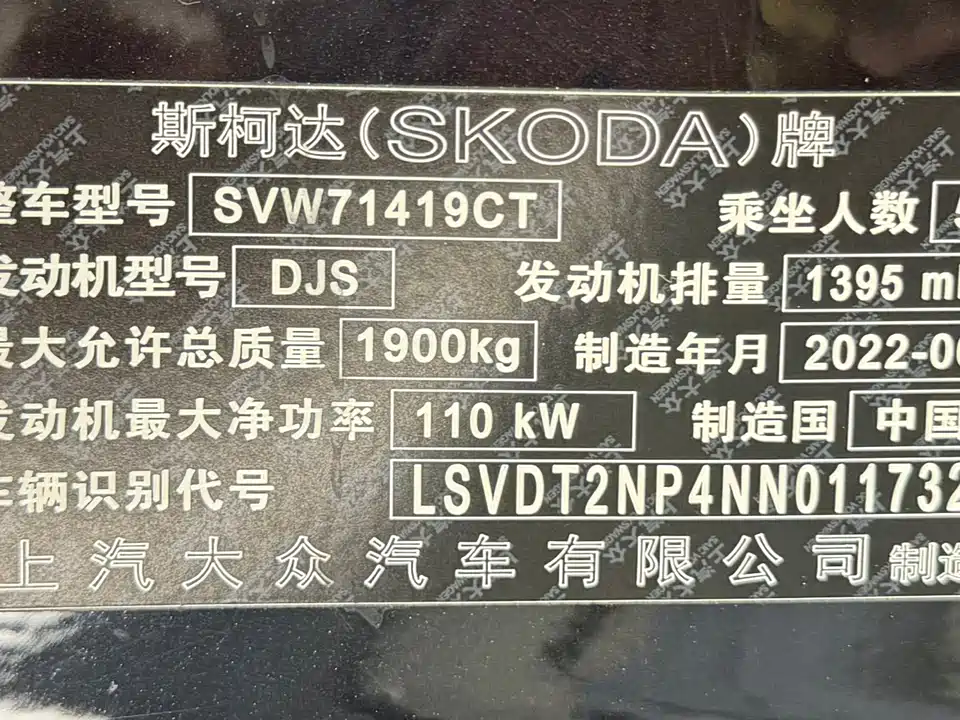 斯柯达(SKODA)牌
整车型号 SVW71419CT 乘坐人数
发动机型号 DJS 发动机排量 1395 ml
最大允许总质量 1900kg 制造年月 2022-0
发动机最大净功率 110 kW 制造国 中国
车辆识别代号 LSVDT2NP4NN011732
上汽大众汽车有限公司 制造